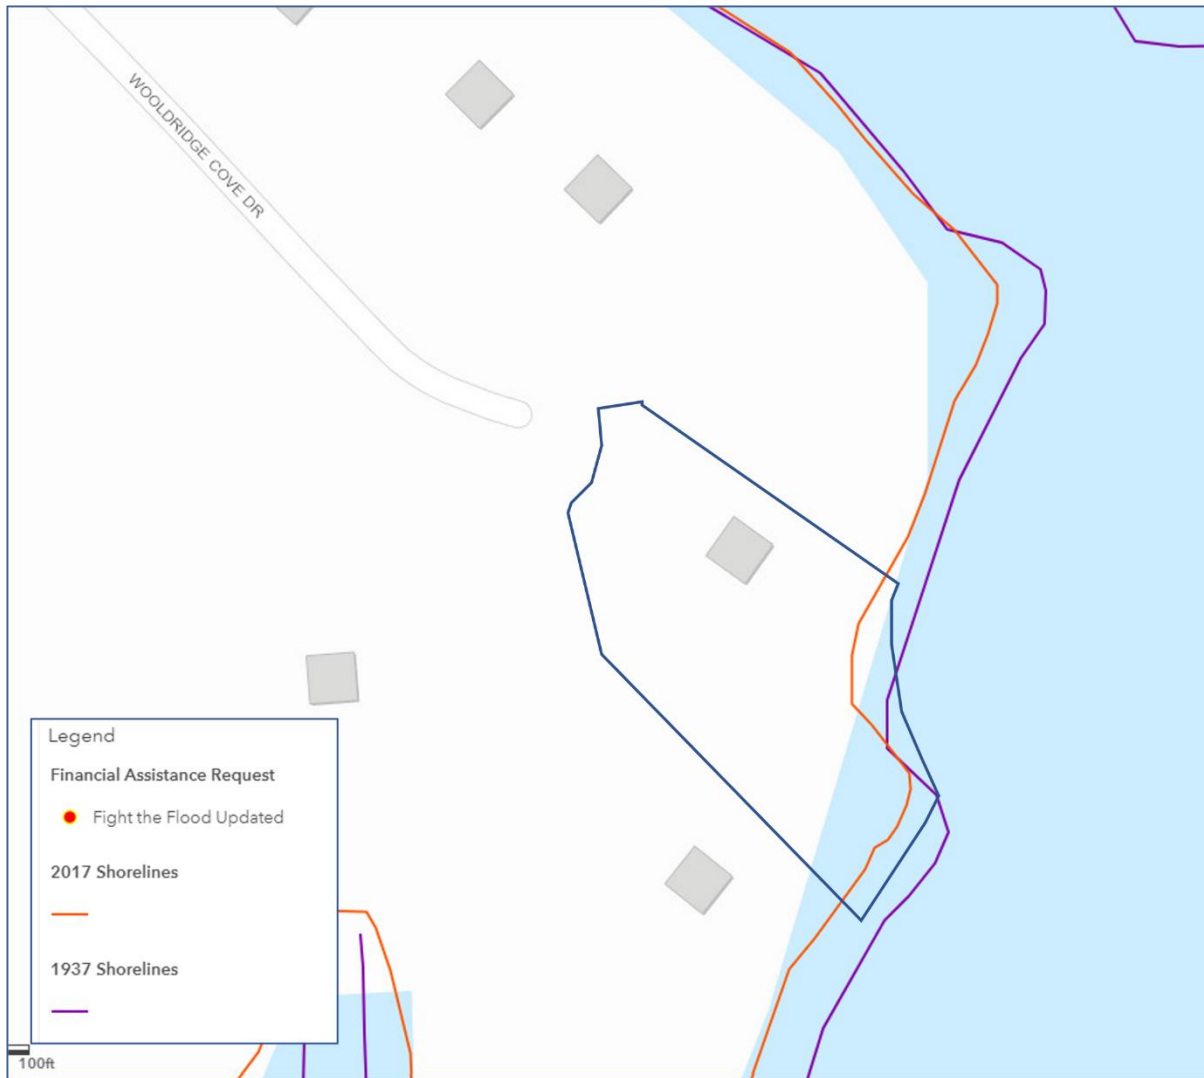 WOOLDRIDGE COVE DR
Legend
Financial Assistance Request
Fight the Flood Updated
2017 Shorelines
1937 Shorelines
100ft